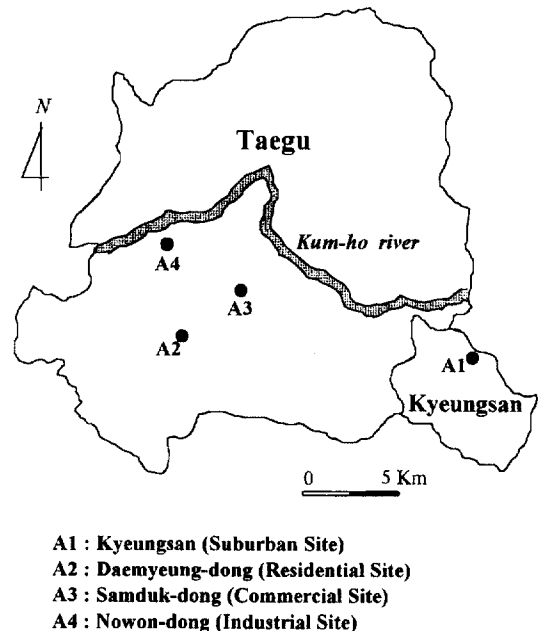 N
Taegu
Kum-ho river
A4
A3
A2
A1
Kyeungsan
0 5 Km
A1 : Kyeungsan (Suburban Site)
A2 : Daemyeung-dong (Residential Site)
A3 : Samduk-dong (Commercial Site)
A4 : Nowon-dong (Industrial Site)